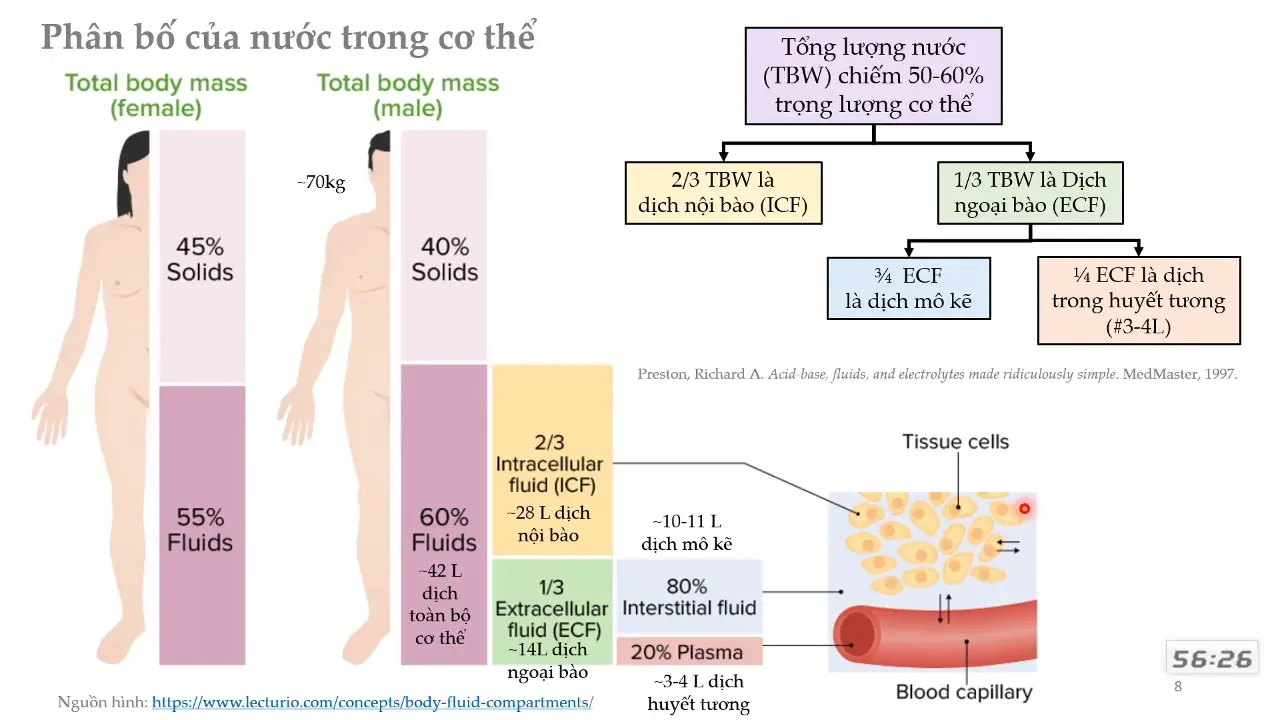 Phân bố của nước trong cơ thể
Total body mass
(female)
Total body mass
(male)
~70kg
45%
Solids
40%
Solids
55%
Fluids
60%
Fluids
~42 L
dịch
toàn bộ
cơ thể
2/3
Intracellular
fluid (ICF)
~28 L dịch
nội bào
1/3
Extracellular
fluid (ECF)
~14L dịch
ngoại bào
~10-11 L
dịch mô kẽ
80%
Interstitial fluid
20% Plasma
~3-4 L dịch
huyết tương
Tổng lượng nước
(TBW) chiếm 50-60%
trọng lượng cơ thể
2/3 TBW là
dịch nội bào (ICF)
1/3 TBW là Dịch
ngoại bào (ECF)
¾ ECF
là dịch mô kẽ
¼ ECF là dịch
trong huyết tương
(#3-4L)
Preston, Richard A. Acid-base, fluids, and electrolytes made ridiculously simple. MedMaster, 1997.
Tissue cells
Blood capillary
56:26
8
Nguồn hình: https://www.lecturio.com/concepts/body-fluid-compartments/